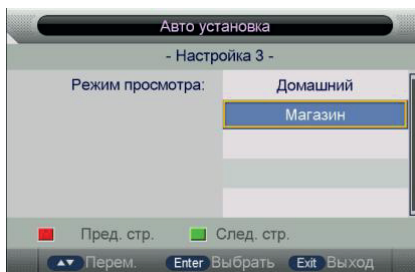 Авто установка
- Настройка 3 -
Режим просмотра: Домашний
Магазин
Пред. стр. След. стр.
Перем. Enter Выбрать Exit Выход